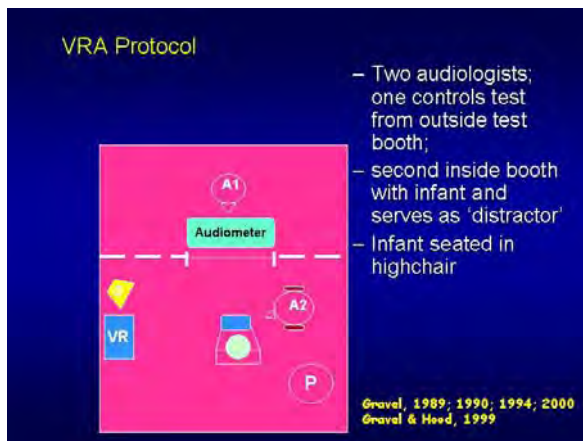 VRA Protocol
– Two audiologists;
one controls test
from outside test
booth;
– second inside booth
with infant and
serves as ‘distractor’
– Infant seated in
highchair
A1
Audiometer
A2
VR
P
Gravel, 1989; 1990; 1994; 2000
Gravel & Hood, 1999